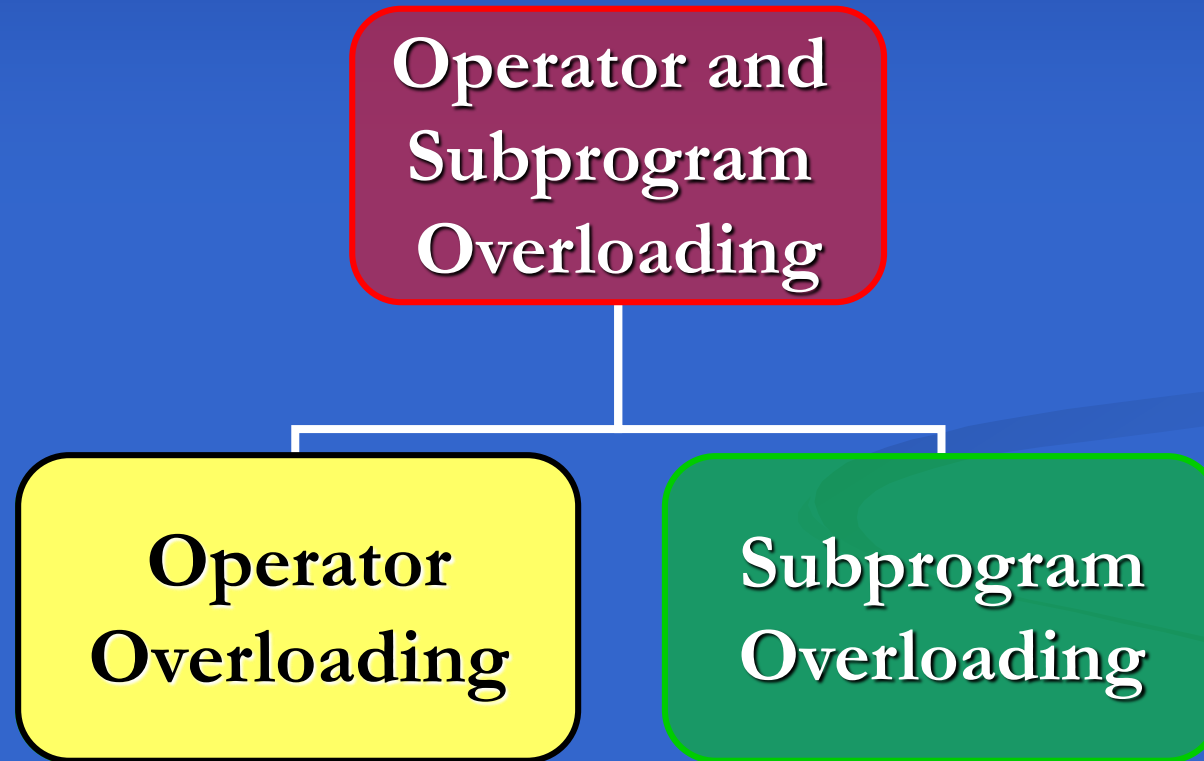 Operator and
Subprogram
Overloading
Operator
Overloading
Subprogram
Overloading